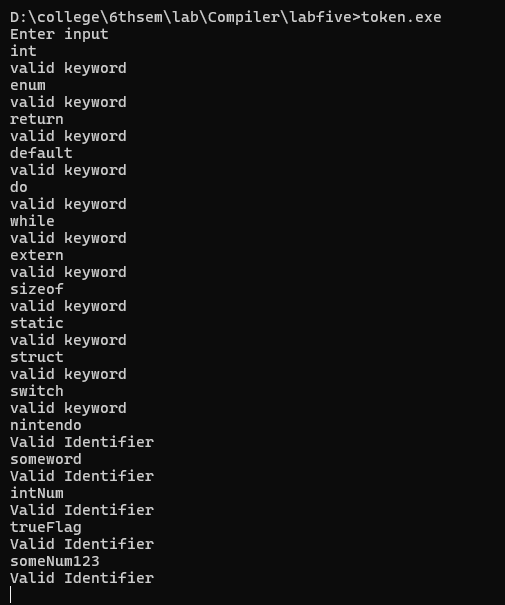 D:\college\6thsem\lab\Compiler\labfive>token.exe
Enter input
int
valid keyword
enum
valid keyword
return
valid keyword
default
valid keyword
do
valid keyword
while
valid keyword
extern
valid keyword
sizeof
valid keyword
static
valid keyword
struct
valid keyword
switch
valid keyword
nintendo
Valid Identifier
someword
Valid Identifier
intNum
Valid Identifier
trueFlag
Valid Identifier
someNum123
Valid Identifier